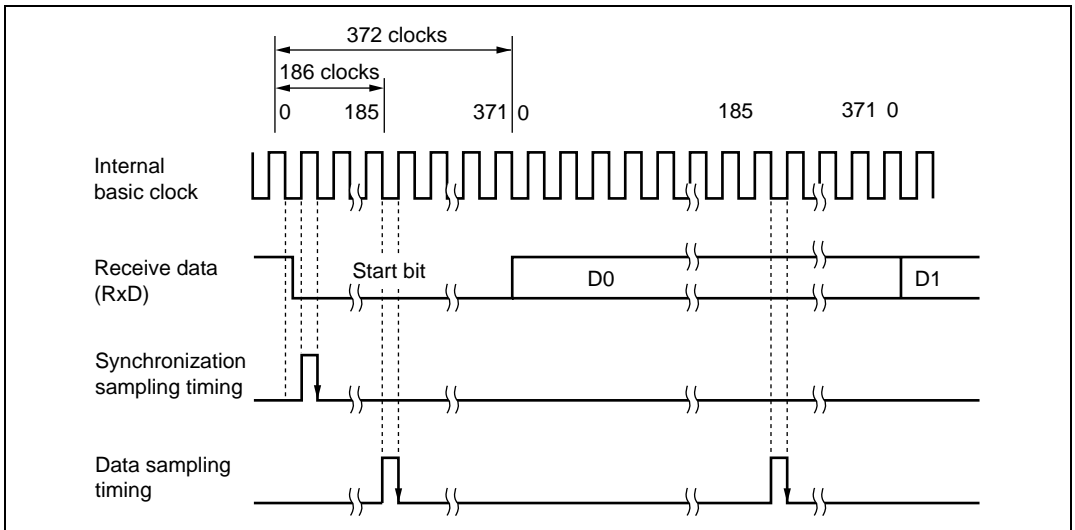 372 clocks
186 clocks
0 185 371 0 185 371 0
Internal
basic clock
Receive data
(RxD)
Start bit
D0
D1
Synchronization
sampling timing
Data sampling
timing